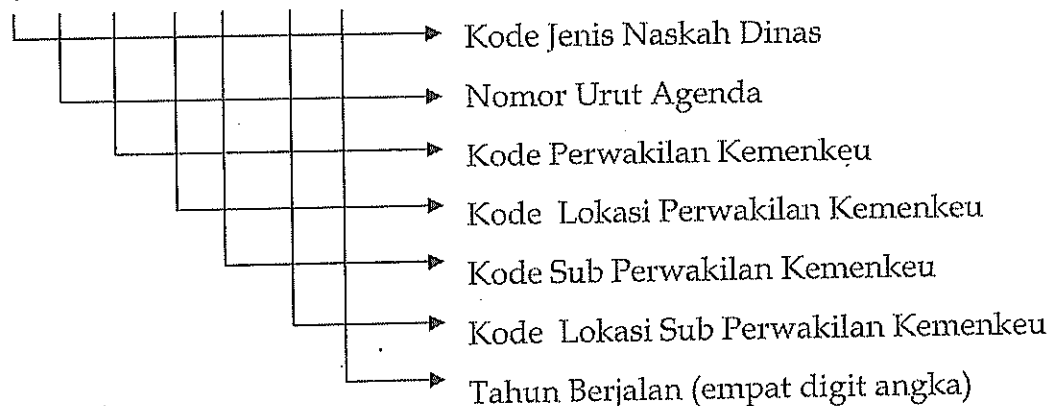 Kode Jenis Naskah Dinas
Nomor Urut Agenda
Kode Perwakilan Kemenkeu
Kode Lokasi Perwakilan Kemenkeu
Kode Sub Perwakilan Kemenkeu
Kode Lokasi Sub Perwakilan Kemenkeu
Tahun Berjalan (empat digit angka)